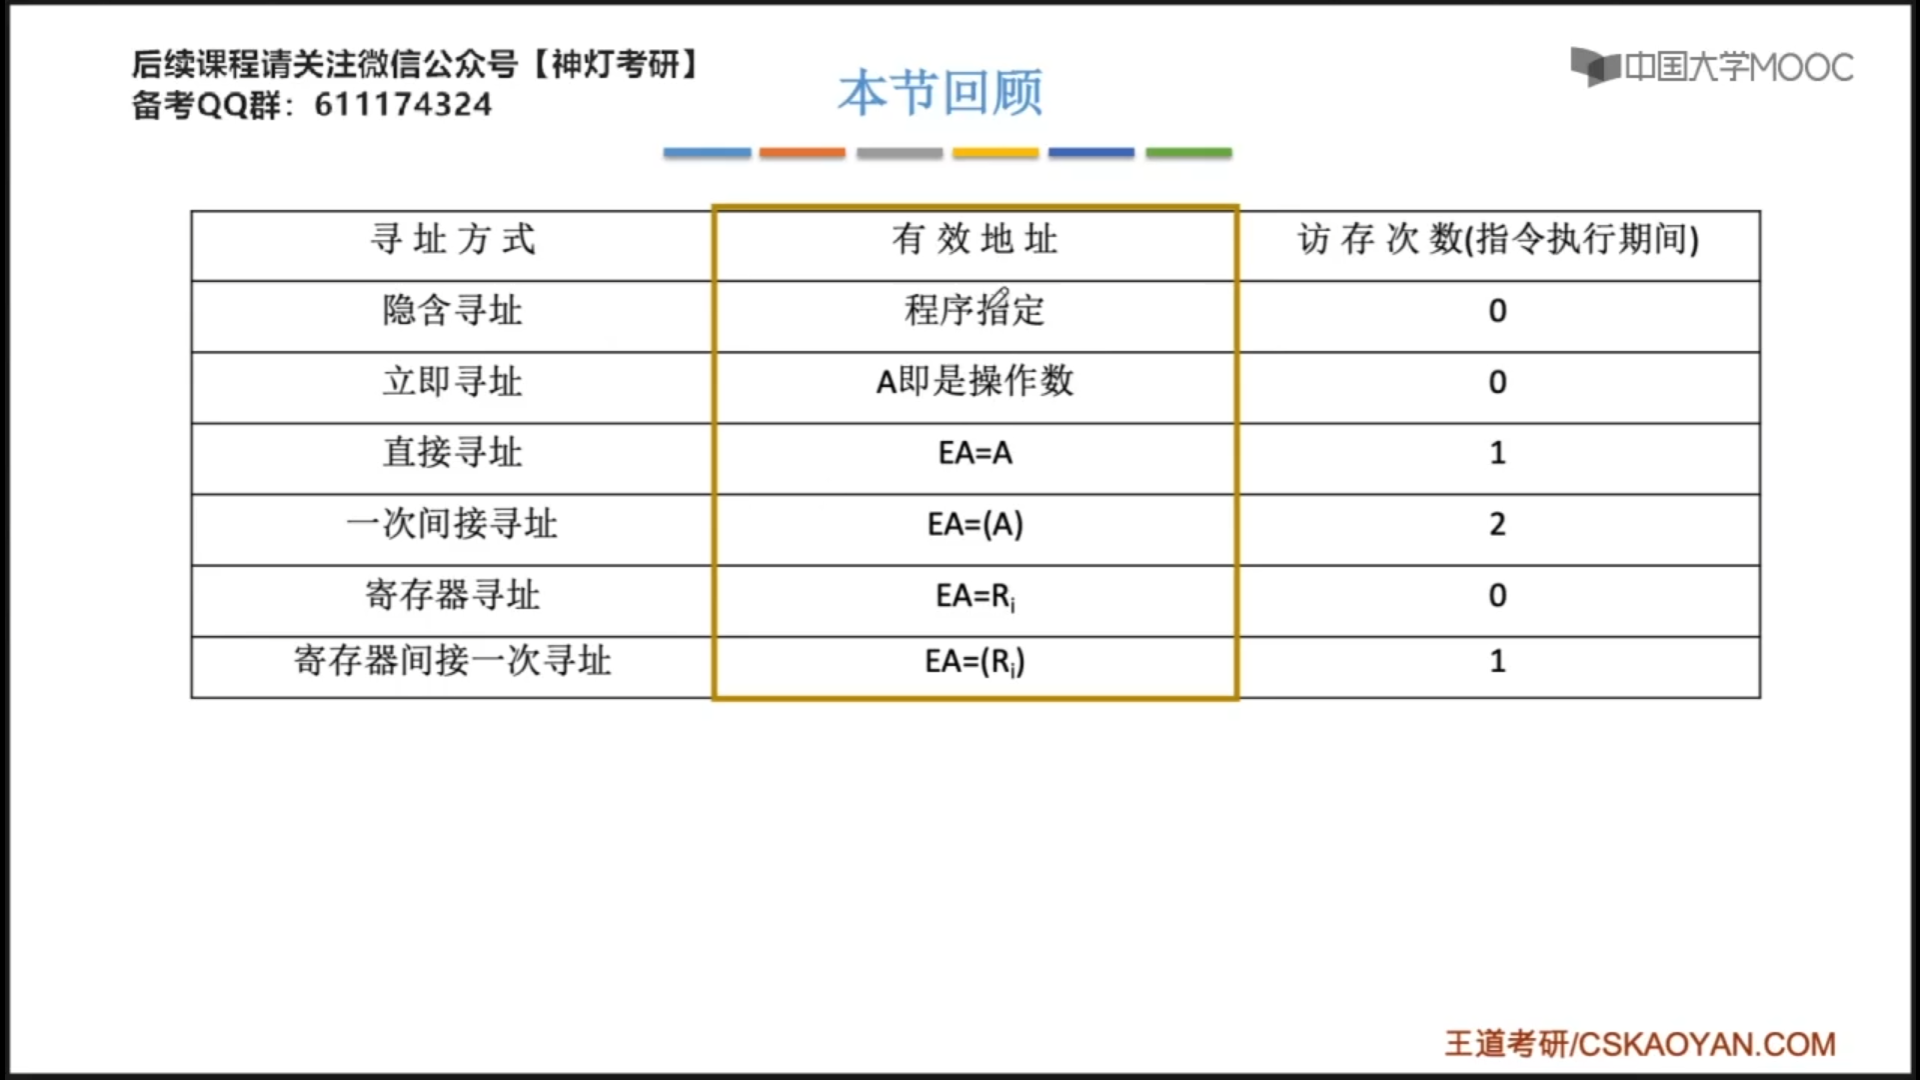 后续课程请关注微信公众号【神灯考研】
备考QQ群：611174324
本节回顾
中国大学MOOC
寻址方式 有效地址 访存次数(指令执行期间)
隐含寻址 程序指定 0
立即寻址 A即是操作数 0
直接寻址 EA=A 1
一次间接寻址 EA=(A) 2
寄存器寻址 EA=Rᵢ 0
寄存器间接一次寻址 EA=(Rᵢ) 1
王道考研/CSKAOYAN.COM